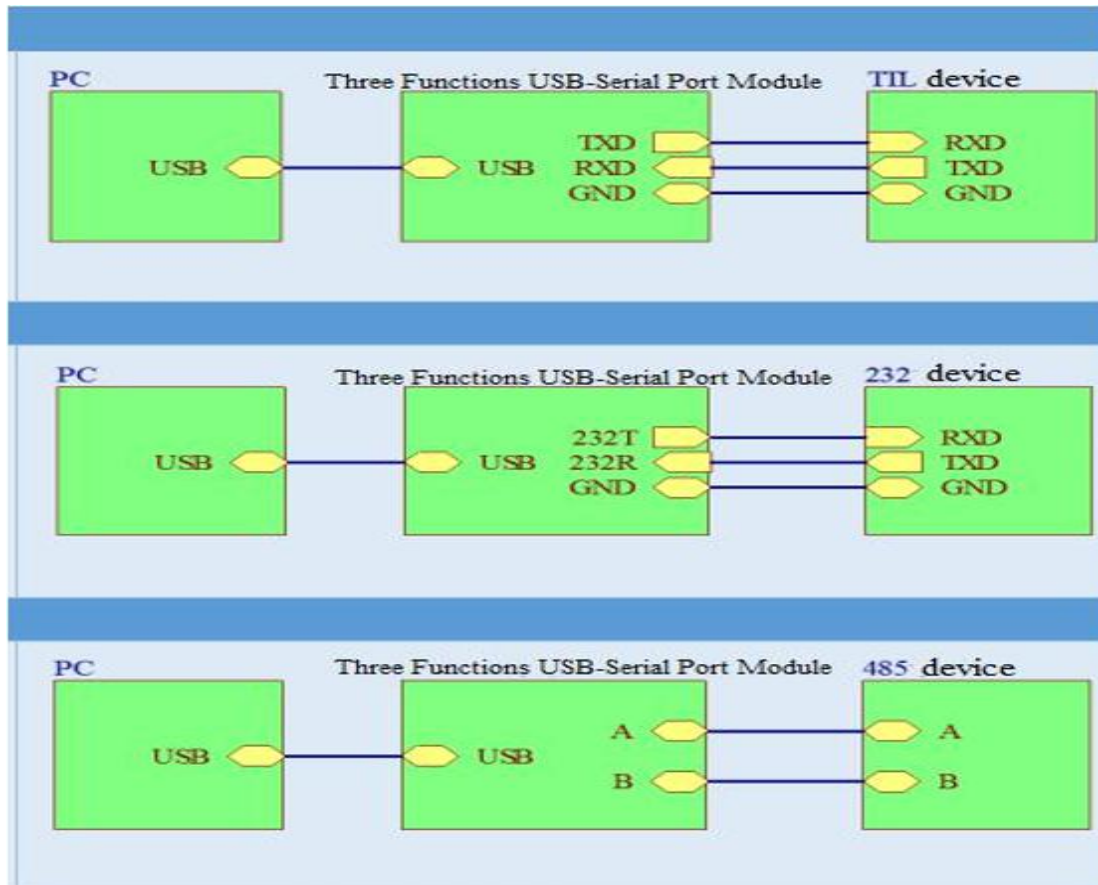 PC Three Functions USB-Serial Port Module TIL device
TXD RXD
USB USB RXD TXD
GND GND
PC Three Functions USB-Serial Port Module 232 device
232T RXD
USB USB 232R TXD
GND GND
PC Three Functions USB-Serial Port Module 485 device
A A
USB USB
B B